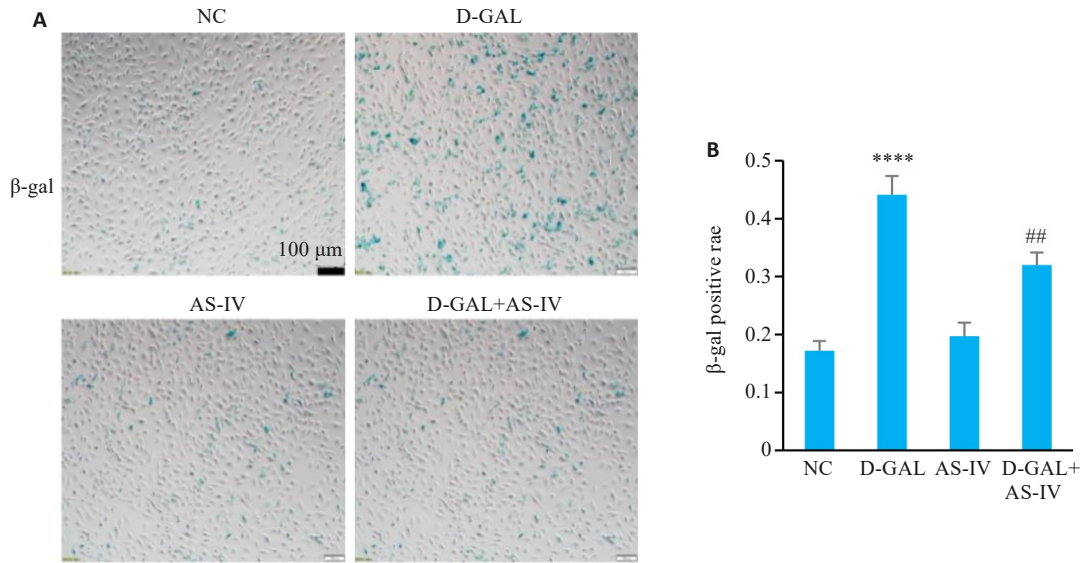 A
NC
D-GAL
β-gal
100 μm
AS-IV
D-GAL+AS-IV
B
β-gal positive rae
0.5
0.4
0.3
0.2
0.1
0
****
##
NC
D-GAL
AS-IV
D-GAL+
AS-IV